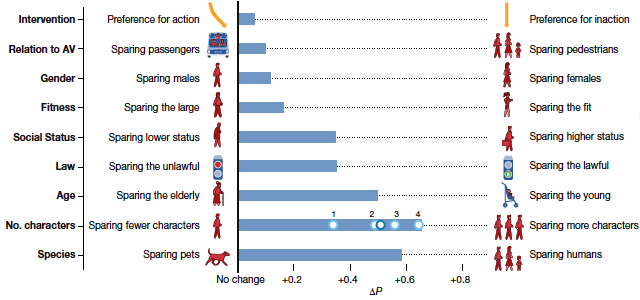 Intervention Preference for action Preference for inaction
Relation to AV Sparing passengers Sparing pedestrians
Gender Sparing males Sparing females
Fitness Sparing the large Sparing the fit
Social Status Sparing lower status Sparing higher status
Law Sparing the unlawful Sparing the lawful
Age Sparing the elderly Sparing the young
1 2 3 4
No. characters Sparing fewer characters Sparing more characters
Species Sparing pets Sparing humans
No change +0.2 +0.4 +0.6 +0.8
ΔP